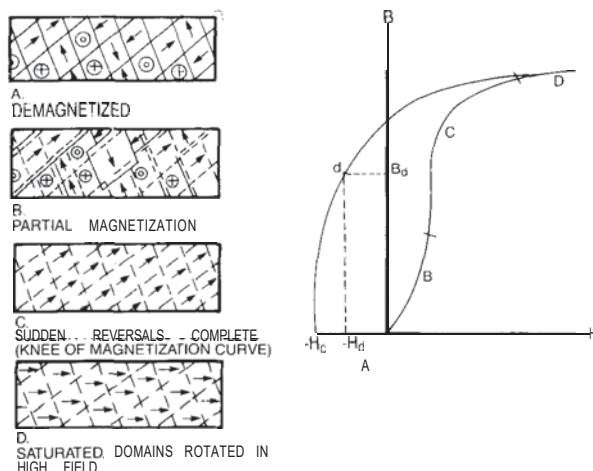 A.
DEMAGNETIZED
B.
PARTIAL MAGNETIZATION
C.
SUDDEN REVERSALS COMPLETE
(KNEE OF MAGNETIZATION CURVE)
D.
SATURATED. DOMAINS ROTATED IN
HIGH FIELD
B
D
C
d
Bd
B
-Hc -Hd
A